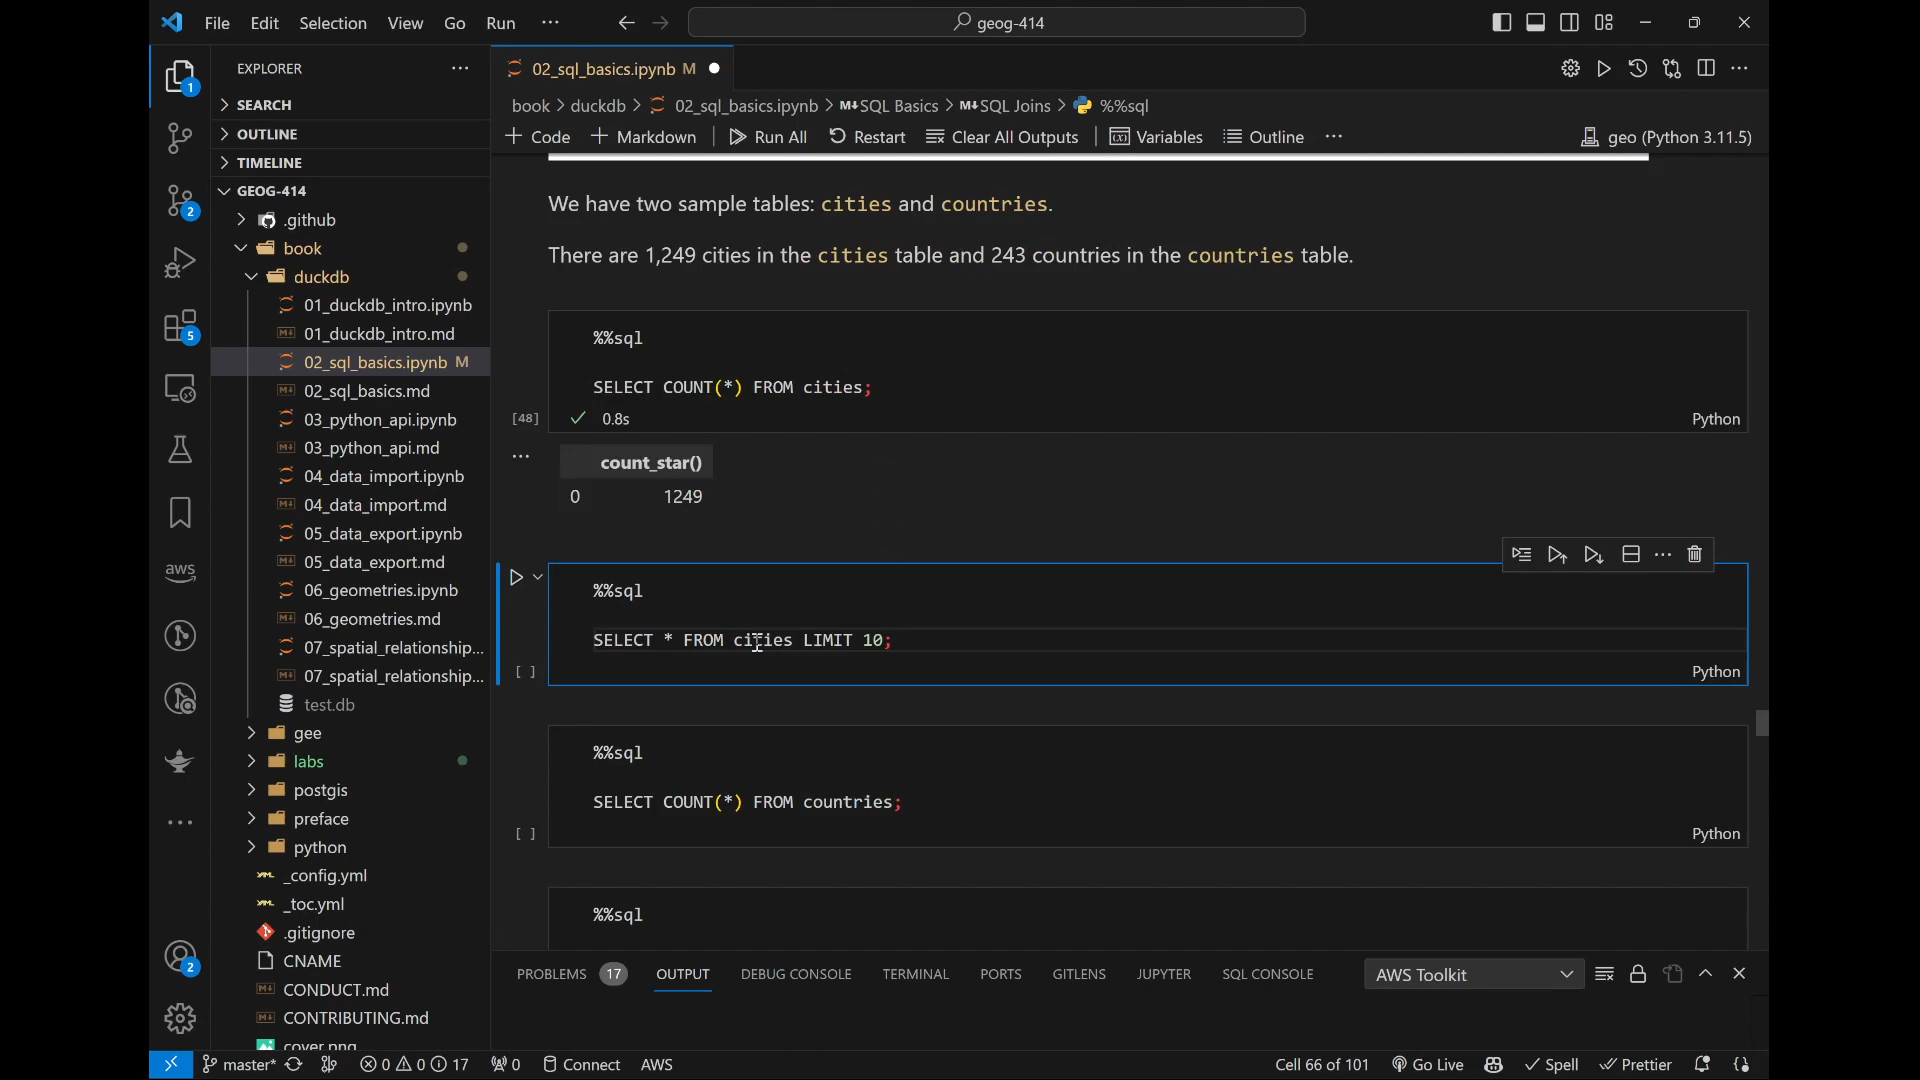 File Edit Selection View Go Run ···
geog-414
EXPLORER ···
SEARCH
OUTLINE
TIMELINE
GEOG-414
.github
book
duckdb
01_duckdb_intro.ipynb
01_duckdb_intro.md
02_sql_basics.ipynb M
02_sql_basics.md
03_python_api.ipynb
03_python_api.md
04_data_import.ipynb
04_data_import.md
05_data_export.ipynb
05_data_export.md
06_geometries.ipynb
06_geometries.md
07_spatial_relationship...
07_spatial_relationship...
test.db
gee
labs
postgis
preface
python
_config.yml
_toc.yml
.gitignore
CNAME
CONDUCT.md
CONTRIBUTING.md
cover.png
1
2
5
aws
2
02_sql_basics.ipynb M
book > duckdb > 02_sql_basics.ipynb > M↓SQL Basics > M↓SQL Joins > %%sql
+ Code + Markdown Run All Restart Clear All Outputs Variables Outline ··· geo (Python 3.11.5)
We have two sample tables: cities and countries.
There are 1,249 cities in the cities table and 243 countries in the countries table.
%%sql
SELECT COUNT(*) FROM cities;
[48] ✓ 0.8s Python
count_star()
0 1249
%%sql
SELECT * FROM cities LIMIT 10;
[ ] Python
%%sql
SELECT COUNT(*) FROM countries;
[ ] Python
%%sql
PROBLEMS 17 OUTPUT DEBUG CONSOLE TERMINAL PORTS GITLENS JUPYTER SQL CONSOLE AWS Toolkit
master* 0 0 17 0 Connect AWS Cell 66 of 101 Go Live Spell Prettier